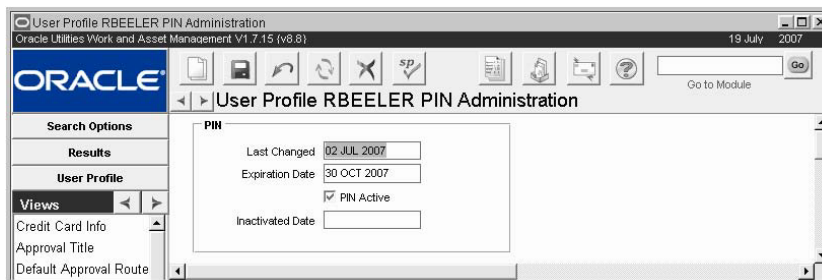 User Profile RBEELER PIN Administration
Oracle Utilities Work and Asset Management V1.7.15 (v8.8)
19 July 2007
ORACLE
sp
Go
Go to Module
User Profile RBEELER PIN Administration
Search Options
Results
User Profile
Views
Credit Card Info
Approval Title
Default Approval Route
PIN
Last Changed 02 JUL 2007
Expiration Date 30 OCT 2007
PIN Active
Inactivated Date